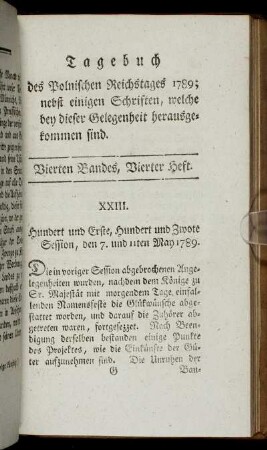 Tagebuch
des Polnischen Reichstages 1789;
nebst einigen Schriften, welche
bey dieser Gelegenheit herausge-
kommen sind.
Vierten Bandes, Vierter Heft.
XXIII.
Hundert und Erste, Hundert und Zwote
Session, den 7. und 11ten May 1789.
Die in voriger Session abgebrochenen Ange-
legenheiten wurden, nachdem dem Könige zu
Sr. Majestät mit morgendem Tage, einfal-
lenden Namensfeste die Glükwünsche abge-
stattet worden, und darauf die Zuhörer ab-
getreten waren, fortgesezzet. Nach Been-
digung derselben bestanden einige Punkte
des Projektes, wie die Einkünfte der Gü-
ter aufzunehmen sind. Die Unruhen der
G
Bau-